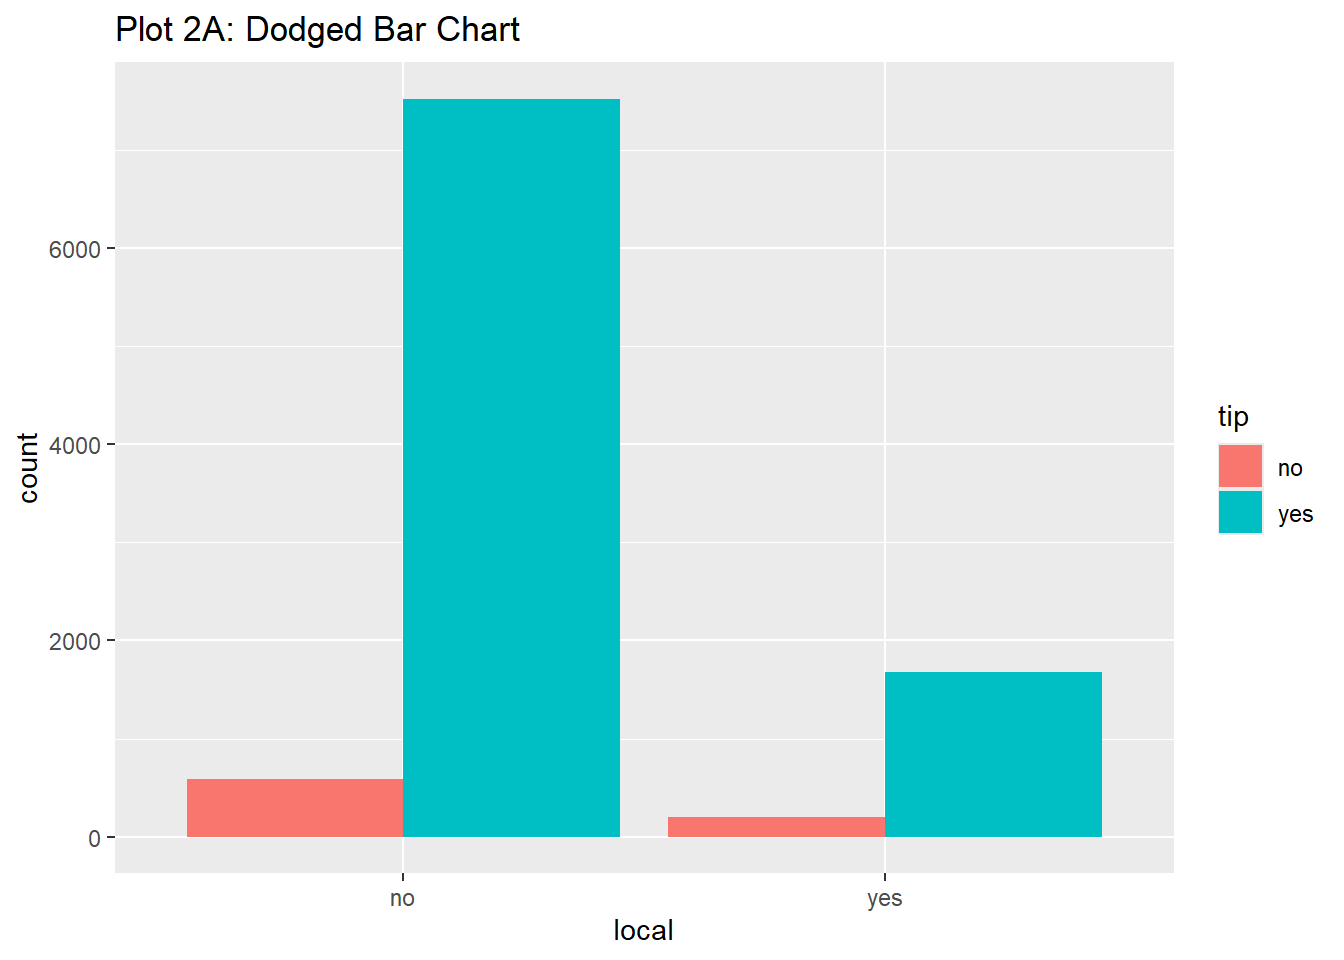 Plot 2A: Dodged Bar Chart
count
6000
4000
2000
0
no
yes
local
tip
no
yes